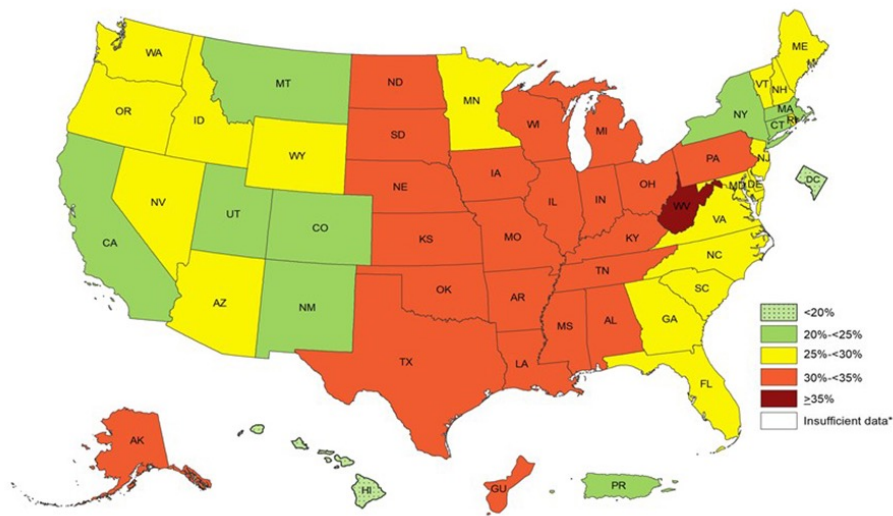 WA
MT
ND
MN
ME
VT
NH
OR
ID
SD
WI
MI
NY
MA
CT
WY
IA
PA
NJ
NE
OH
MD
DE
NV
UT
CO
IL
IN
WV
VA
DC
CA
KS
MO
KY
AZ
NM
OK
AR
TN
NC
SC
TX
LA
MS
AL
GA
FL
AK
HI
GU
PR
<20%
20%-<25%
25%-<30%
30%-<35%
≥35%
Insufficient data*